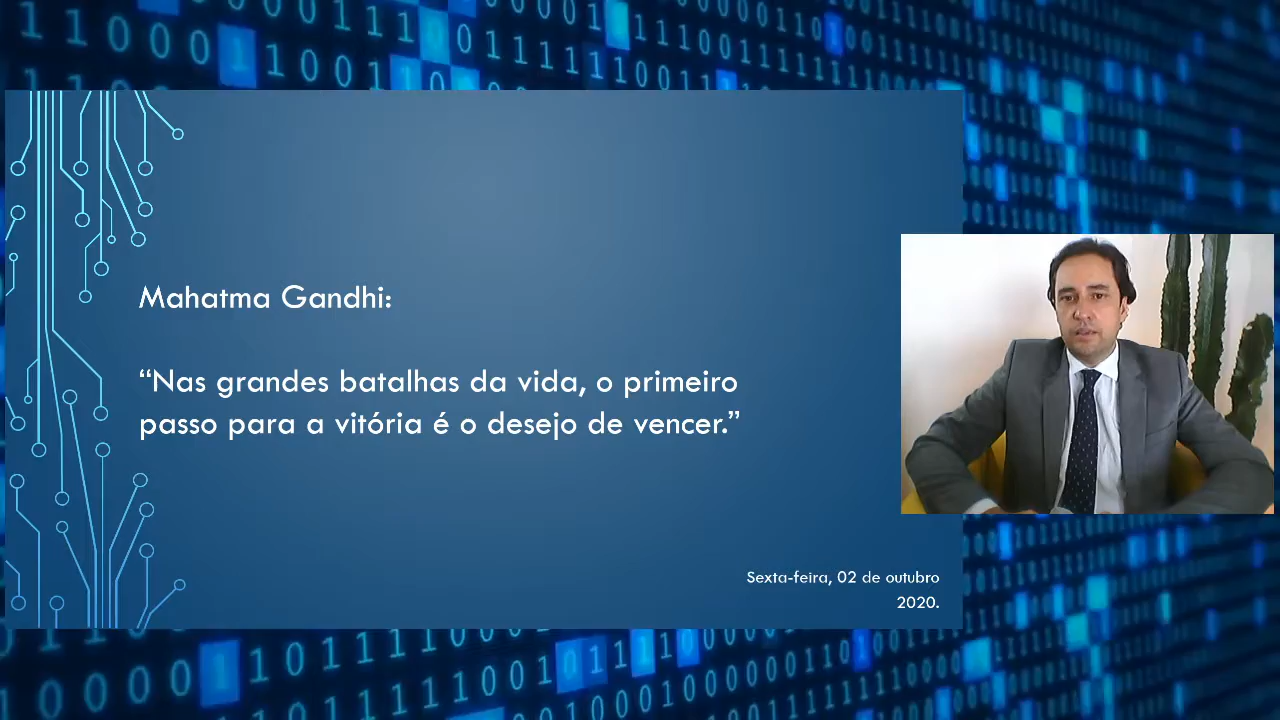 Mahatma Gandhi:
“Nas grandes batalhas da vida, o primeiro
passo para a vitória é o desejo de vencer.”
Sexta-feira, 02 de outubro
2020.